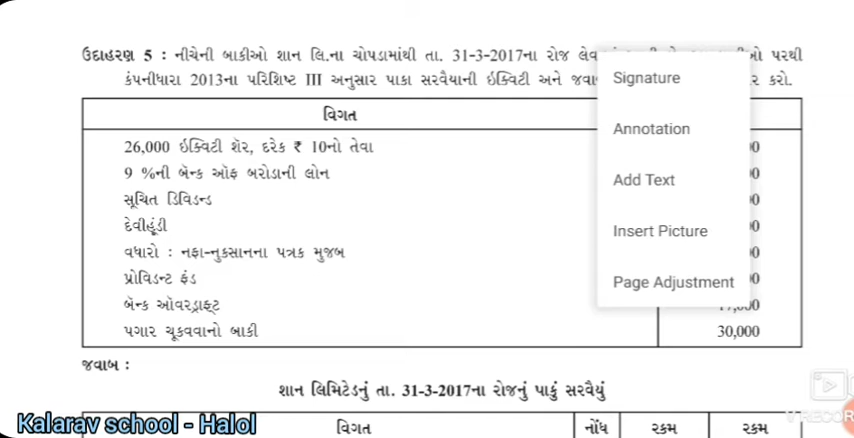 ઉદાહરણ 5 : નીચેની બાકીઓ શાન લિ.ના ચોપડામાંથી તા. 31-3-2017ના રોજ પરથી
કંપનીધારા 2013ના પરિશિષ્ટ III અનુસાર પાકા સરવૈયાની ઇક્વિટી અને કરો.
Signature
Annotation
Add Text
Insert Picture
Page Adjustment
વિગત
26,000 ઇક્વિટી શૅર, દરેક ₹ 10નો તેવા
9 %ની બૅન્ક ઑફ બરોડાની લોન
સૂચિત ડિવિડન્ડ
દેવીહૂંડી
વધારો : નફા-નુકસાનના પત્રક મુજબ
પ્રોવિડન્ટ ફંડ
બૅન્ક ઑવરડ્રાફ્ટ
પગાર ચૂકવવાનો બાકી 30,000
જવાબ :
શાન લિમિટેડનું તા. 31-3-2017ના રોજનું પાકું સરવૈયું
Kalarav school - Halol
વિગત નોંધ રકમ રકમ